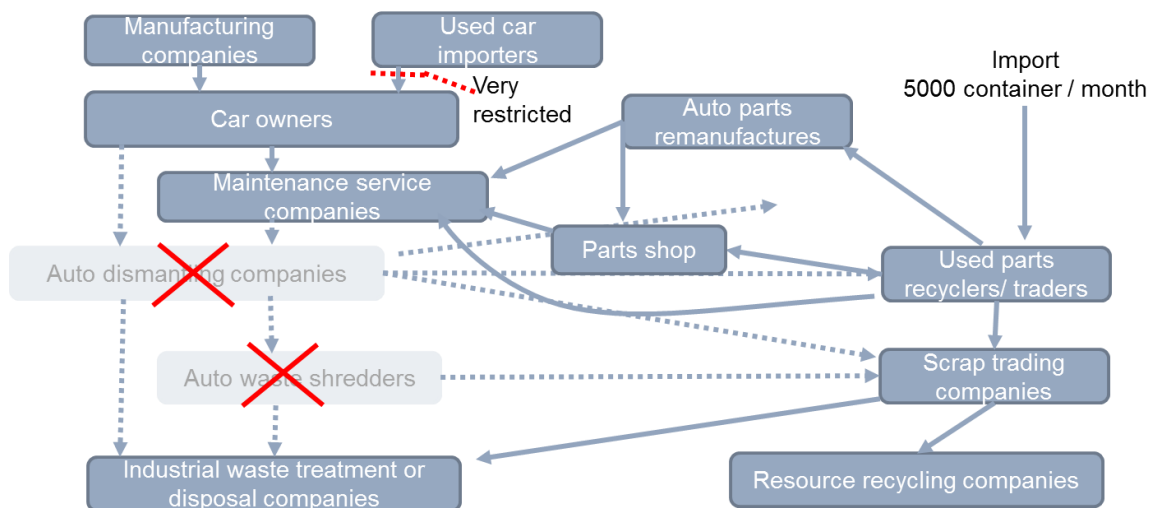 Manufacturing
companies
Used car
importers
Very
restricted
Import
5000 container / month
Car owners
Auto parts
remanufactures
Maintenance service
companies
Parts shop
Used parts
recyclers/ traders
Auto dismantling companies
Auto waste shredders
Scrap trading
companies
Industrial waste treatment or
disposal companies
Resource recycling companies